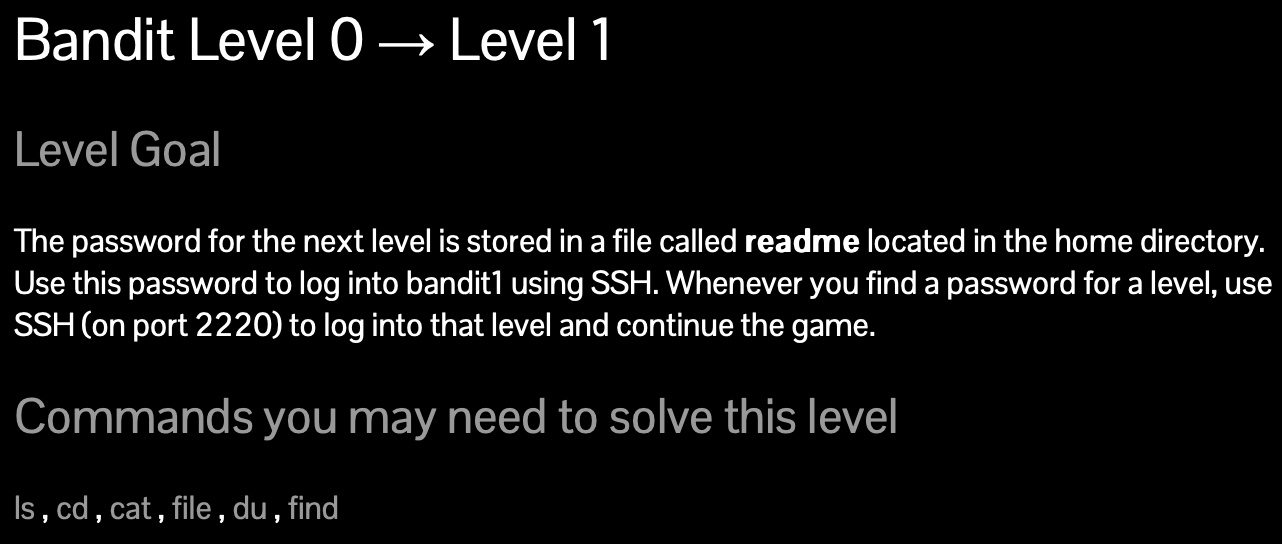 Bandit Level 0 → Level 1
Level Goal
The password for the next level is stored in a file called readme located in the home directory.
Use this password to log into bandit1 using SSH. Whenever you find a password for a level, use
SSH (on port 2220) to log into that level and continue the game.
Commands you may need to solve this level
ls , cd , cat , file , du , find